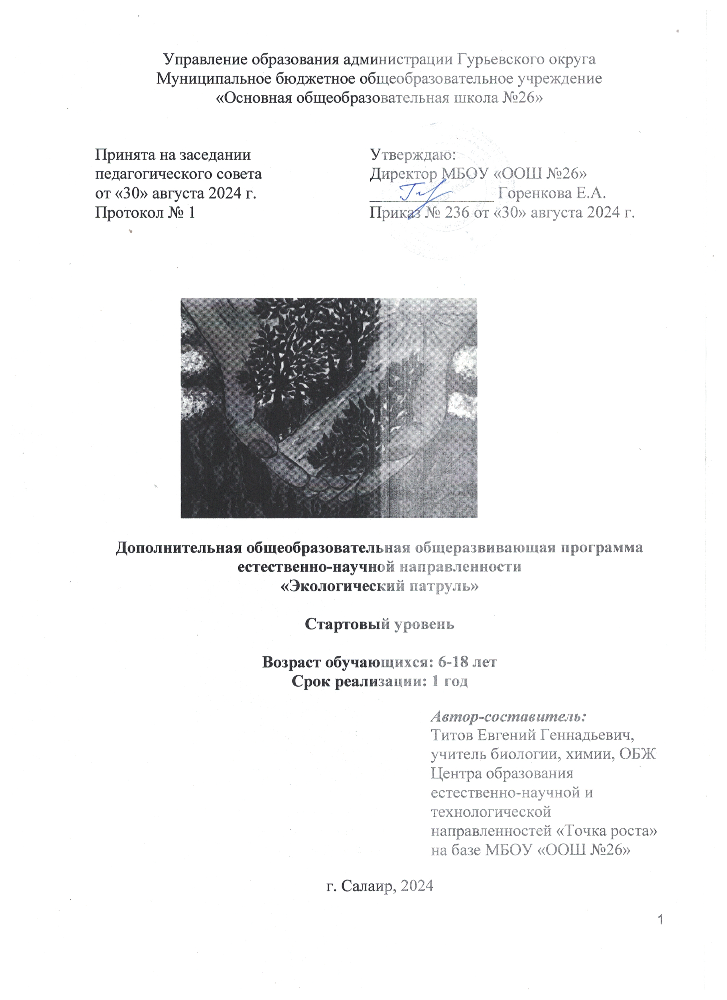 Управление образования администрации Гурьевского округа
Муниципальное бюджетное общеобразовательное учреждение
«Основная общеобразовательная школа №26»
Принята на заседании
педагогического совета
от «30» августа 2024 г.
Протокол № 1
Утверждаю:
Директор МБОУ «ООШ №26»
Горенкова Е.А.
Приказ № 236 от «30» августа 2024 г.
Дополнительная общеобразовательная общеразвивающая программа
естественно-научной направленности
«Экологический патруль»
Стартовый уровень
Возраст обучающихся: 6-18 лет
Срок реализации: 1 год
Автор-составитель:
Титов Евгений Геннадьевич,
учитель биологии, химии, ОБЖ
Центра образования
естественно-научной и
технологической
направленностей «Точка роста»
на базе МБОУ «ООШ №26»
г. Салаир, 2024
1